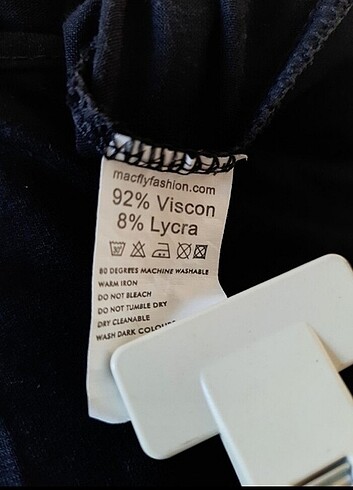 macflyfashion.com
92% Viscon
8% Lycra
80 DEGREES MACHINE WASHABLE
WARM IRON
DO NOT BLEACH
DO NOT TUMBLE DRY
DRY CLEANABLE
WASH DARK